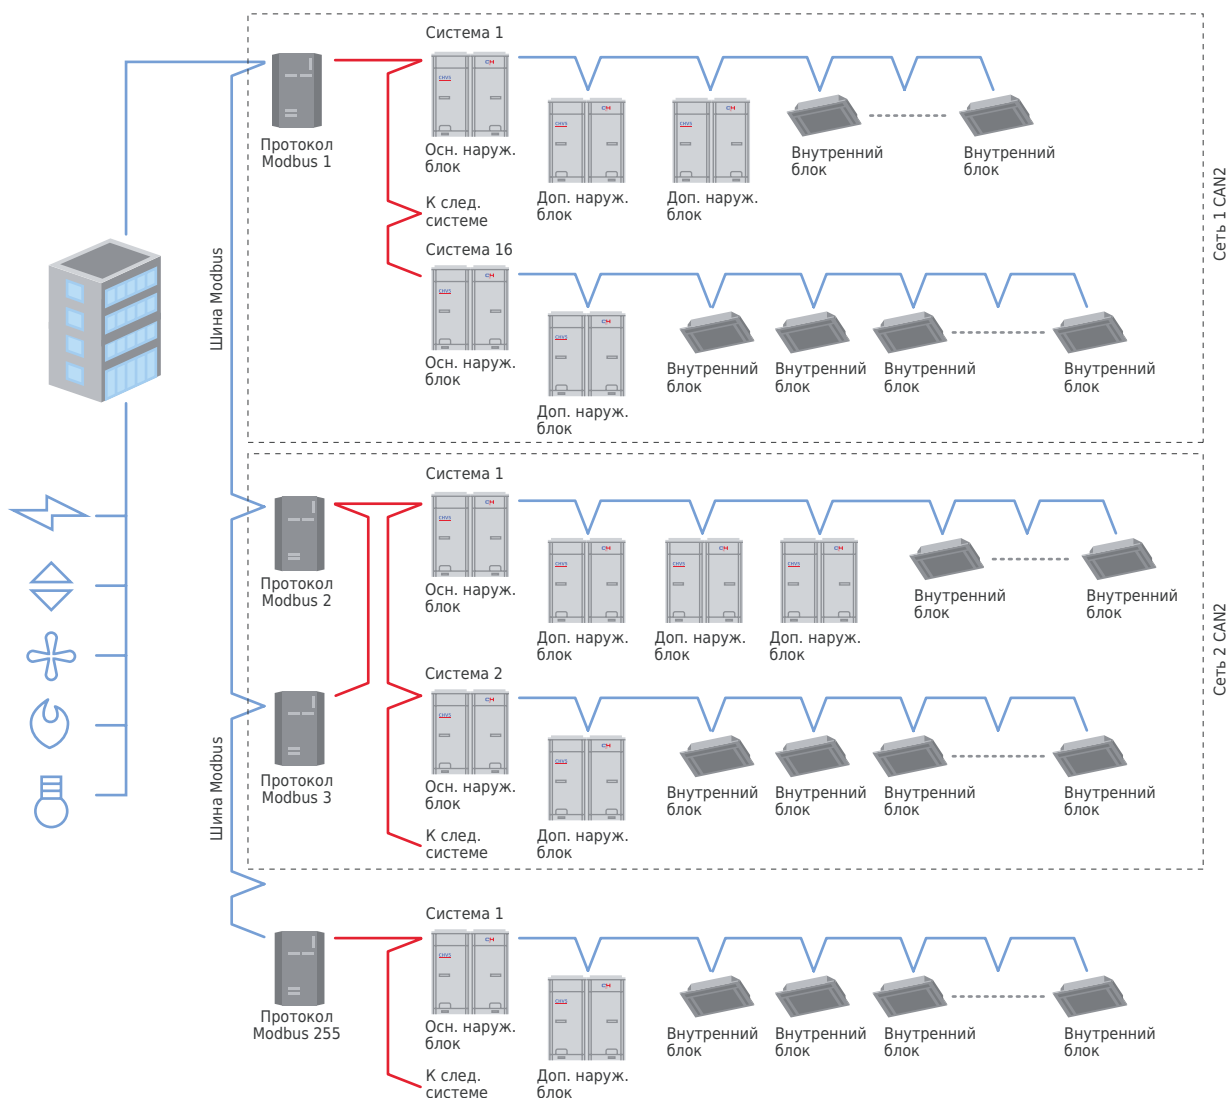 Система 1
Протокол
Modbus 1
Осн. наруж.
блок
Доп. наруж.
блок
Доп. наруж.
блок
Внутренний
блок
Внутренний
блок
К след.
системе
Сеть 1 CAN2
Шина Modbus
Система 16
Осн. наруж.
блок
Доп. наруж.
блок
Внутренний
блок
Внутренний
блок
Внутренний
блок
Внутренний
блок
Система 1
Протокол
Modbus 2
Осн. наруж.
блок
Доп. наруж.
блок
Доп. наруж.
блок
Доп. наруж.
блок
Внутренний
блок
Внутренний
блок
Сеть 2 CAN2
Система 2
Протокол
Modbus 3
Осн. наруж.
блок
Доп. наруж.
блок
Внутренний
блок
Внутренний
блок
Внутренний
блок
Внутренний
блок
Шина Modbus
К след.
системе
Система 1
Протокол
Modbus 255
Осн. наруж.
блок
Доп. наруж.
блок
Внутренний
блок
Внутренний
блок
Внутренний
блок
Внутренний
блок
К след.
системе